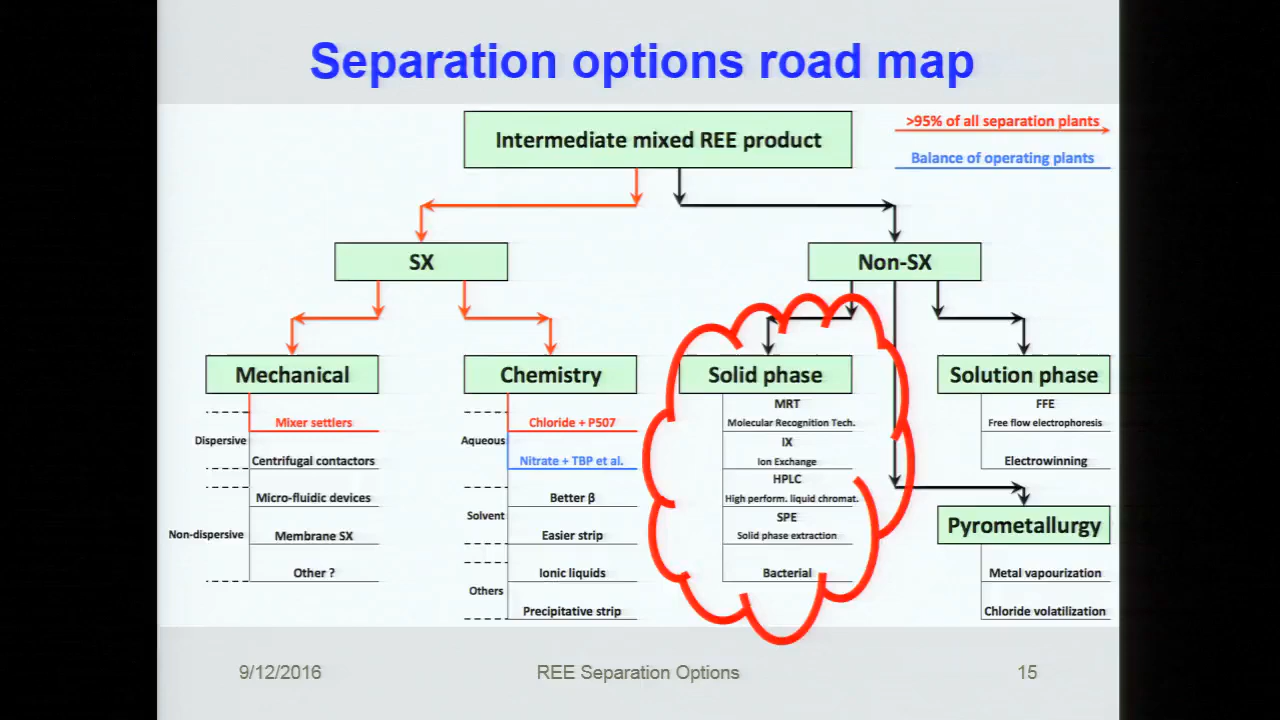 Separation options road map
Intermediate mixed REE product
>95% of all separation plants
Balance of operating plants
SX
Non-SX
Mechanical
Dispersive
Non-dispersive
Mixer settlers
Centrifugal contactors
Micro-fluidic devices
Membrane SX
Other ?
Chemistry
Aqueous
Solvent
Others
Chloride + P507
Nitrate + TBP et al.
Better β
Easier strip
Ionic liquids
Precipitative strip
Solid phase
MRT
Molecular Recognition Tech.
IX
Ion Exchange
HPLC
High perform. liquid chromat.
SPE
Solid phase extraction
Bacterial
Solution phase
FFE
Free flow electrophoresis
Electrowinning
Pyrometallurgy
Metal vapourization
Chloride volatilization
9/12/2016
REE Separation Options
15